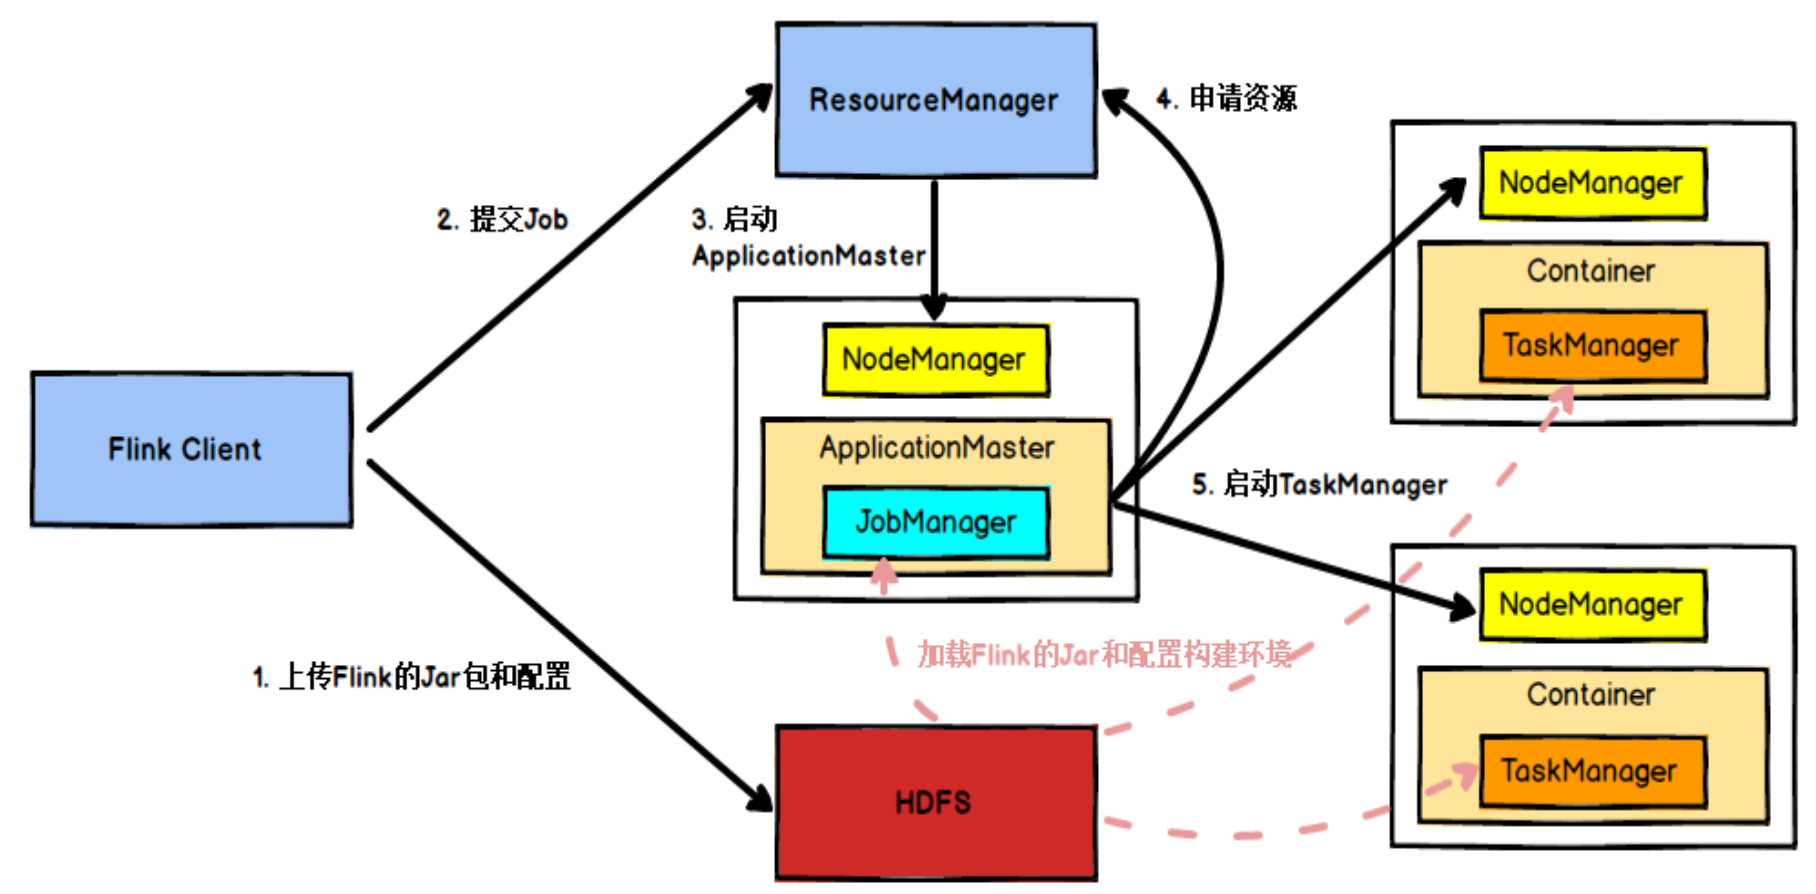 ResourceManager
4. 申请资源
NodeManager
2. 提交Job
3. 启动
ApplicationMaster
Container
TaskManager
NodeManager
Flink Client
ApplicationMaster
JobManager
5. 启动TaskManager
NodeManager
加载Flink的Jar和配置构建环境
1. 上传Flink的Jar包和配置
Container
TaskManager
HDFS